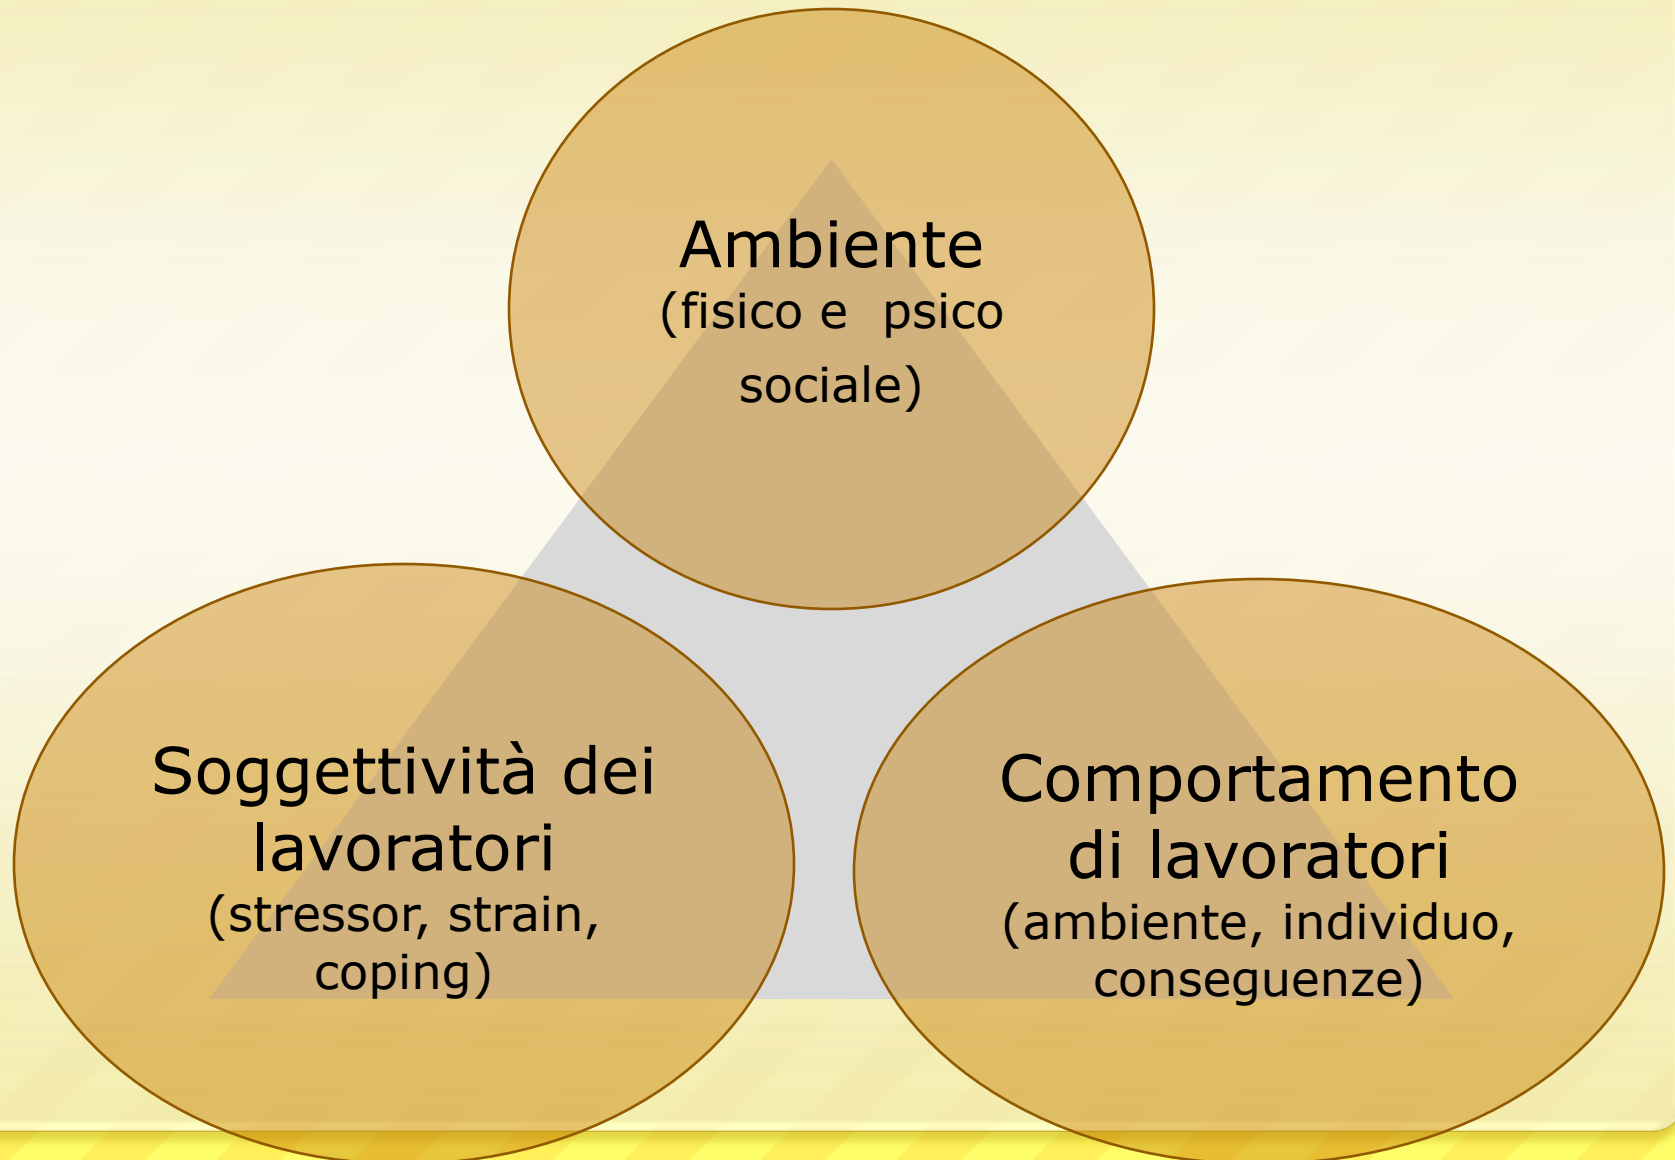 Ambiente
(fisico e  psico
sociale)
Soggettività dei
lavoratori
(stressor, strain,
coping)
Comportamento
di lavoratori
(ambiente, individuo,
conseguenze)